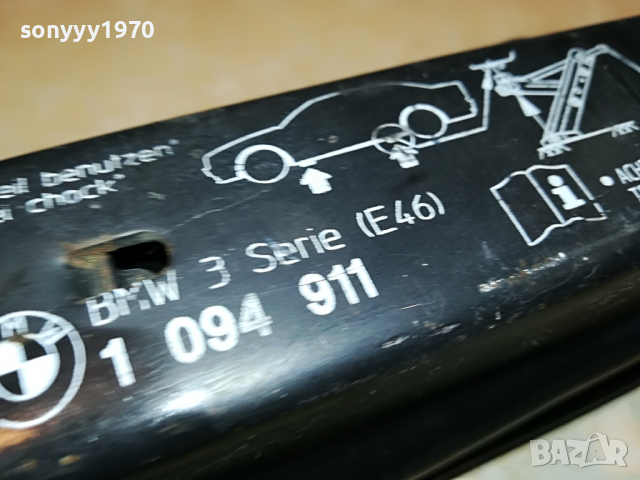 sonyyy1970
benutzen"
chock"
BMW 3 Serie (E46)
1 094 911
i
BAZAR